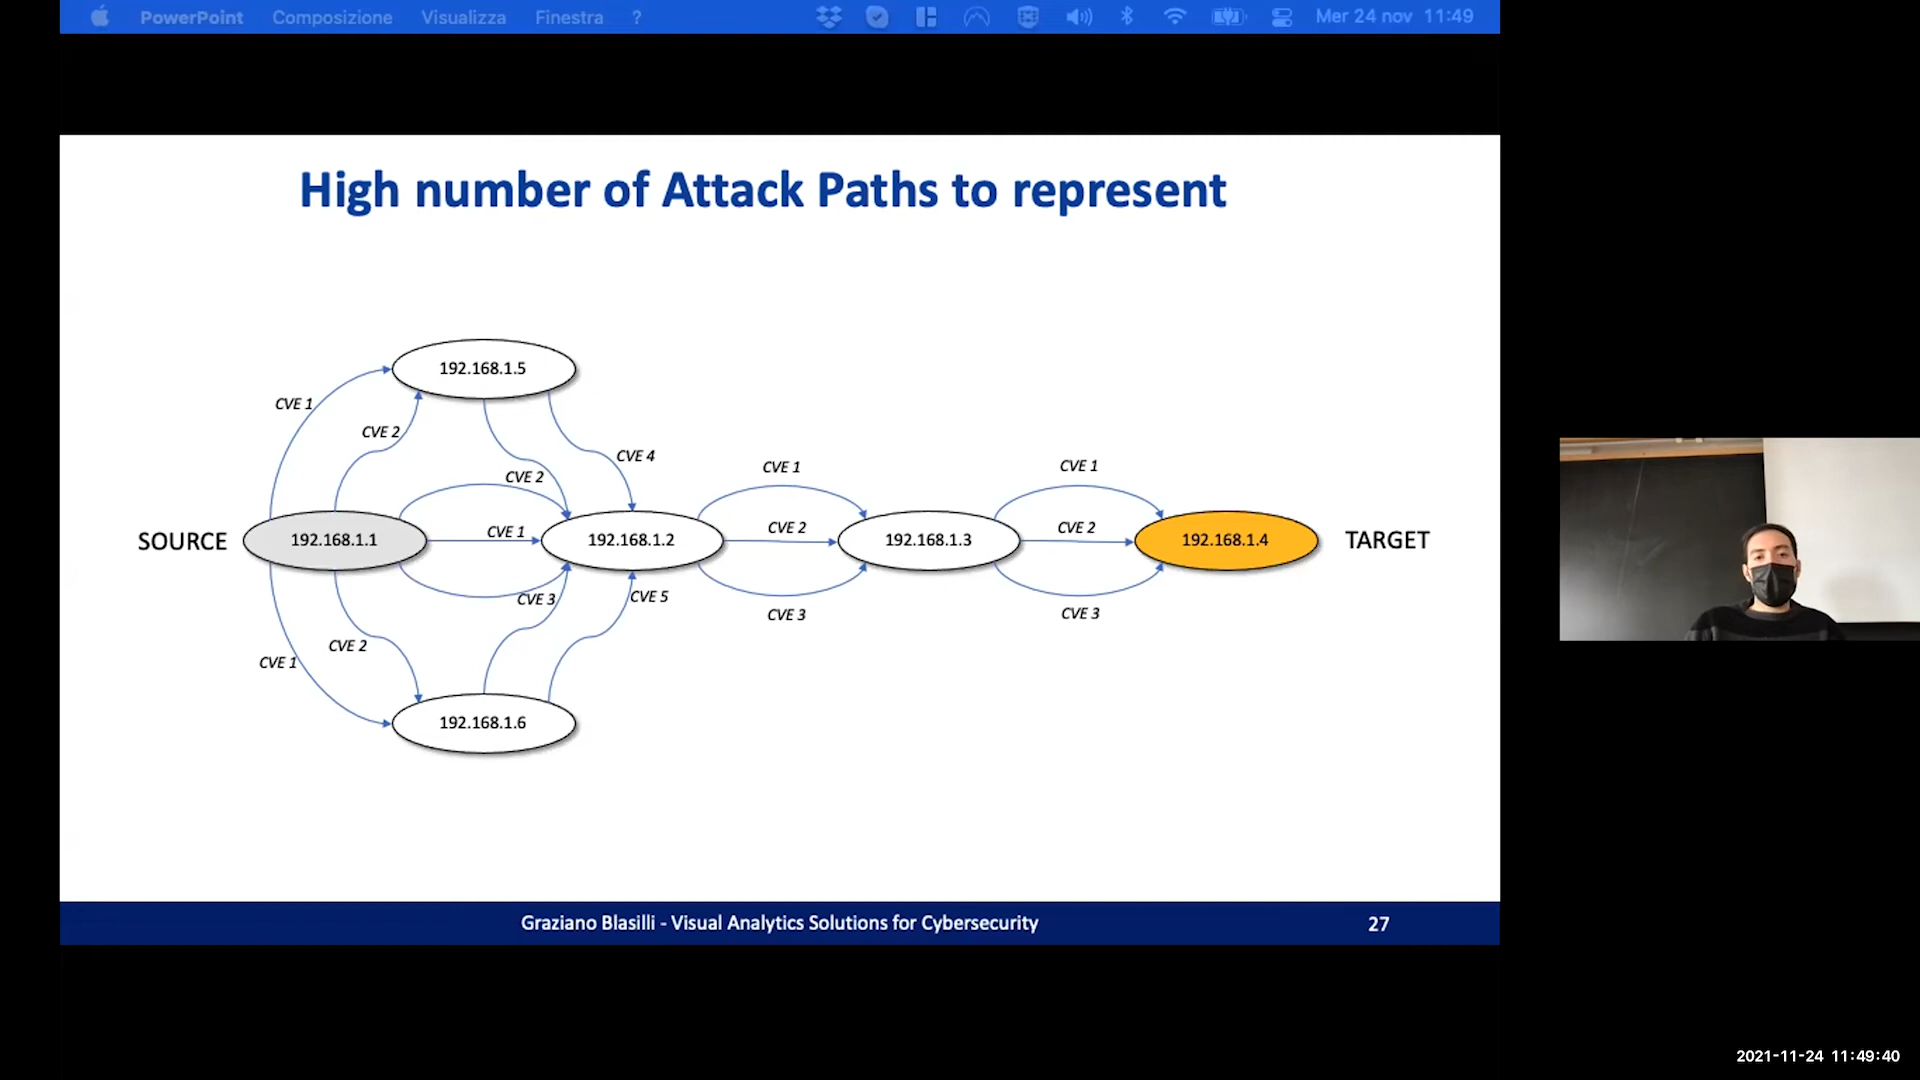 PowerPoint Composizione Visualizza Finestra ? Mer 24 nov 11:49
High number of Attack Paths to represent
192.168.1.5
CVE 1
CVE 2
CVE 4
CVE 2
CVE 1
CVE 1
SOURCE 192.168.1.1 CVE 1 192.168.1.2 CVE 2 192.168.1.3 CVE 2 192.168.1.4 TARGET
CVE 3
CVE 5
CVE 3
CVE 3
CVE 2
CVE 1
192.168.1.6
Graziano Blasilli - Visual Analytics Solutions for Cybersecurity 27
2021-11-24 11:49:40